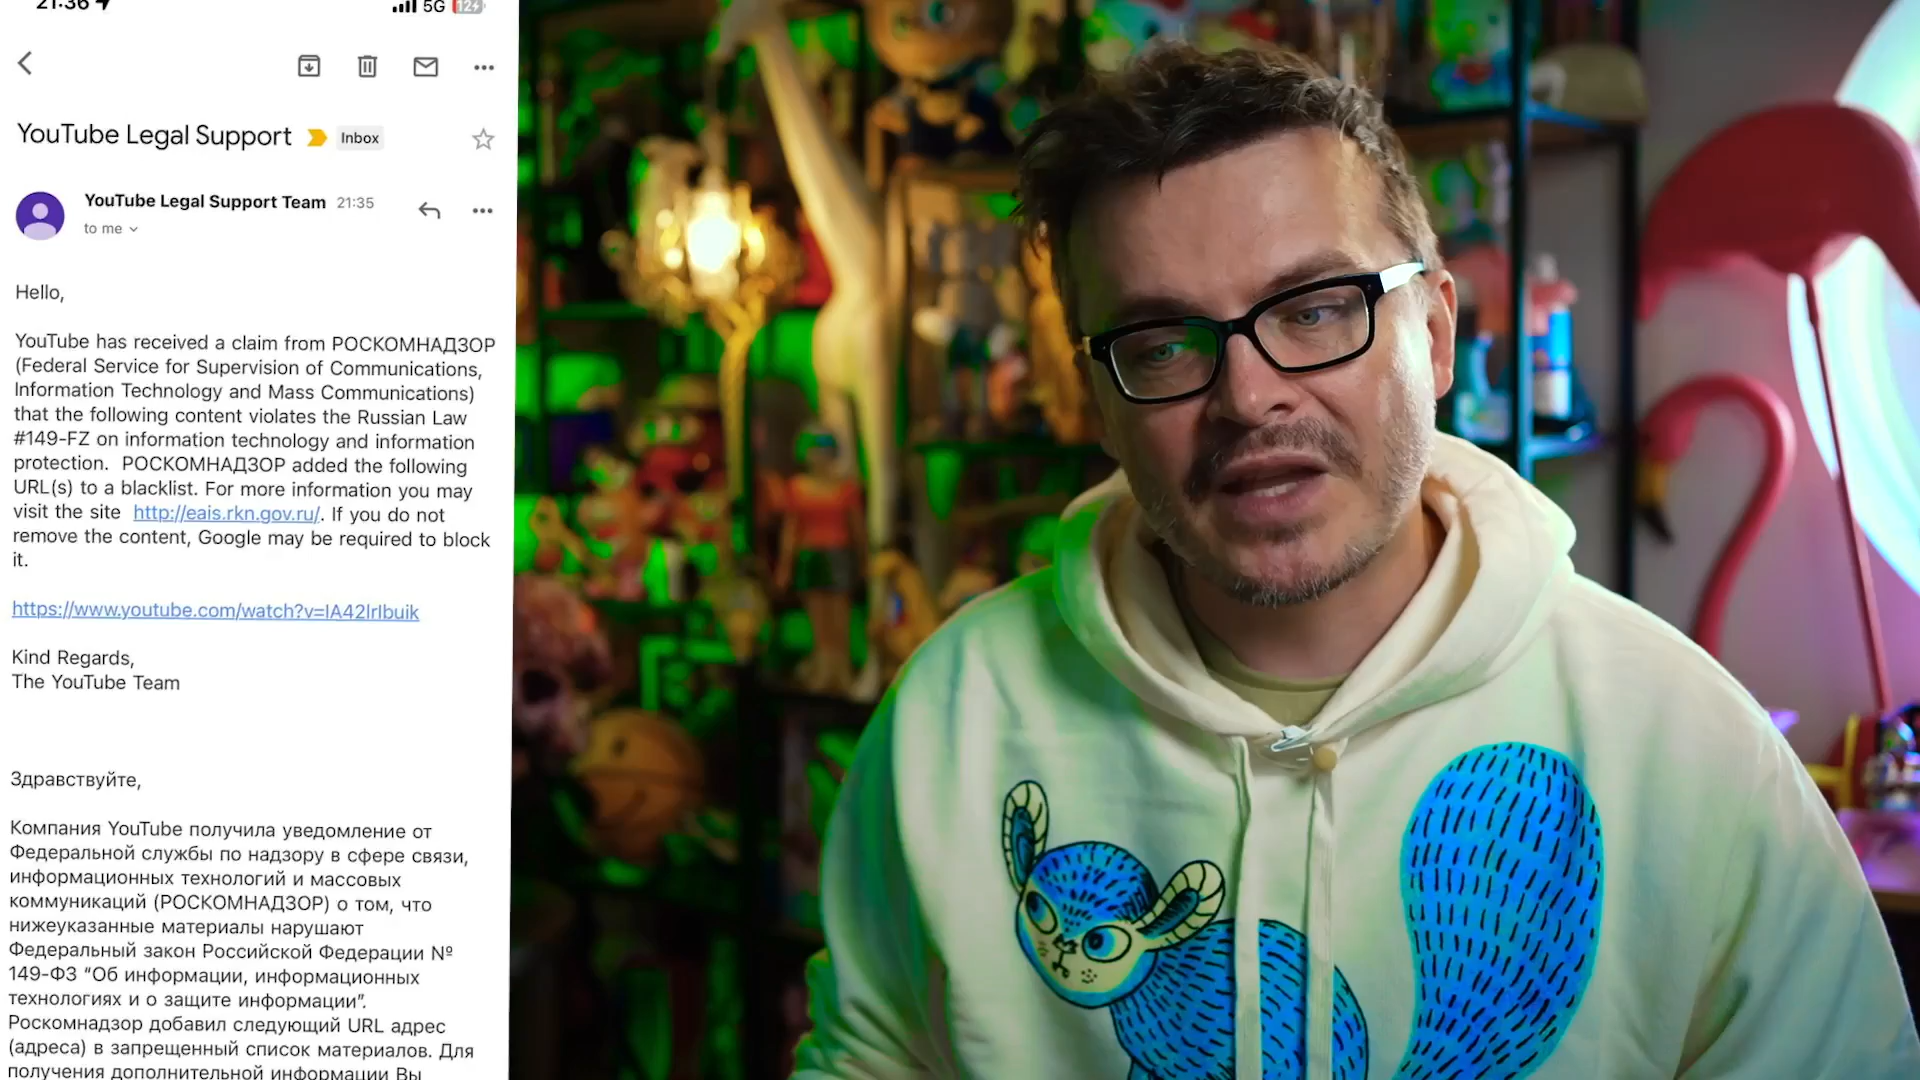 21:36
5G 12
YouTube Legal Support Inbox
YouTube Legal Support Team 21:35
to me
Hello,
YouTube has received a claim from РОСКОМНАДЗОР
(Federal Service for Supervision of Communications,
Information Technology and Mass Communications)
that the following content violates the Russian Law
#149-FZ on information technology and information
protection.  РОСКОМНАДЗОР added the following
URL(s) to a blacklist. For more information you may
visit the site  http://eais.rkn.gov.ru/. If you do not
remove the content, Google may be required to block
it.
https://www.youtube.com/watch?v=lA42lrlbuik
Kind Regards,
The YouTube Team
Здравствуйте,
Компания YouTube получила уведомление от
Федеральной службы по надзору в сфере связи,
информационных технологий и массовых
коммуникаций (РОСКОМНАДЗОР) о том, что
нижеуказанные материалы нарушают
Федеральный закон Российской Федерации №
149-ФЗ “Об информации, информационных
технологиях и о защите информации”.
Роскомнадзор добавил следующий URL адрес
(адреса) в запрещенный список материалов. Для
получения дополнительной информации Вы